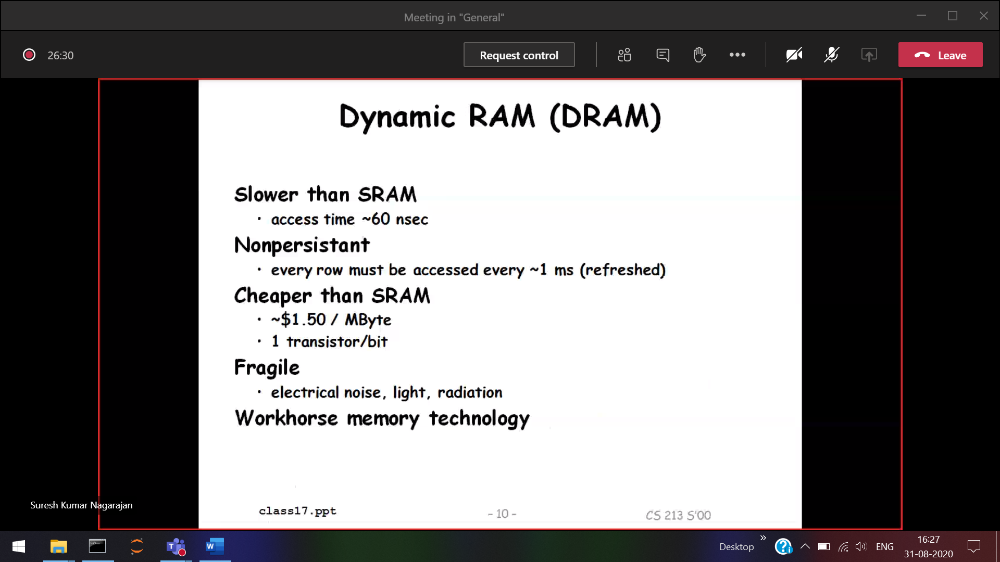 Meeting in "General"
26:30
Request control
Leave
Dynamic RAM (DRAM)
Slower than SRAM
· access time ~60 nsec
Nonpersistant
· every row must be accessed every ~1 ms (refreshed)
Cheaper than SRAM
· ~$1.50 / MByte
· 1 transistor/bit
Fragile
· electrical noise, light, radiation
Workhorse memory technology
Suresh Kumar Nagarajan
class17.ppt
- 10 -
CS 213 S'00
Desktop
ENG
16:27
31-08-2020